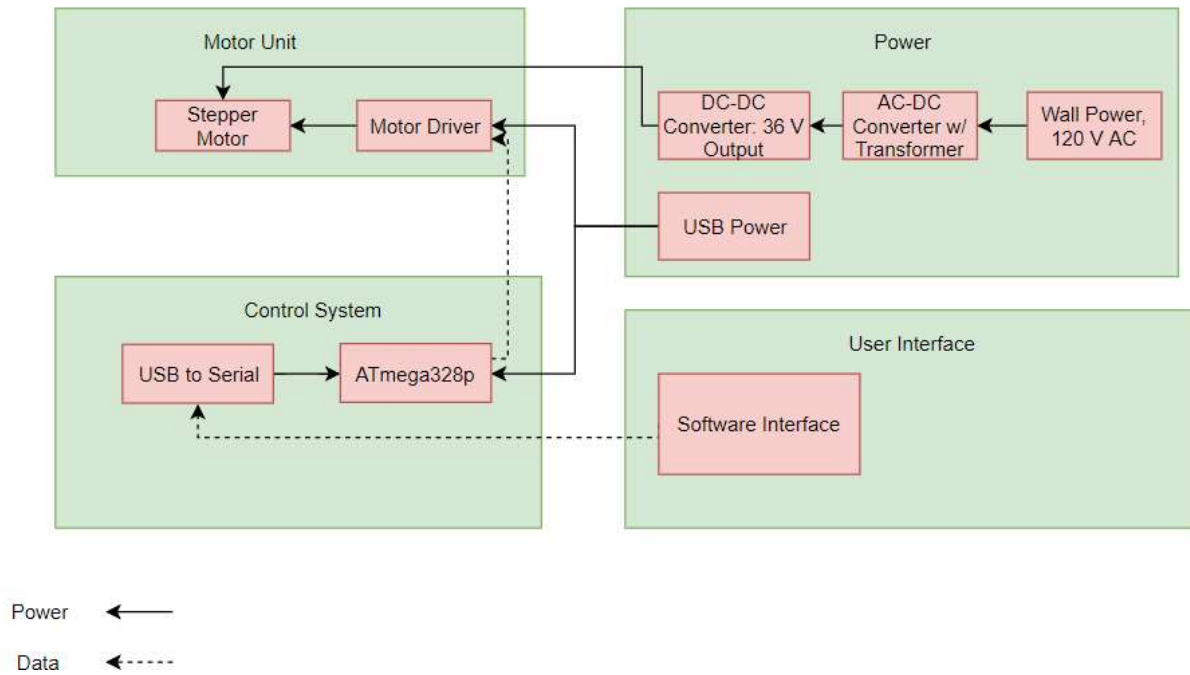 Motor Unit
Stepper
Motor
Motor Driver
Power
DC-DC
Converter: 36 V
Output
AC-DC
Converter w/
Transformer
Wall Power,
120 V AC
USB Power
Control System
USB to Serial
ATmega328p
User Interface
Software Interface
Power
Data